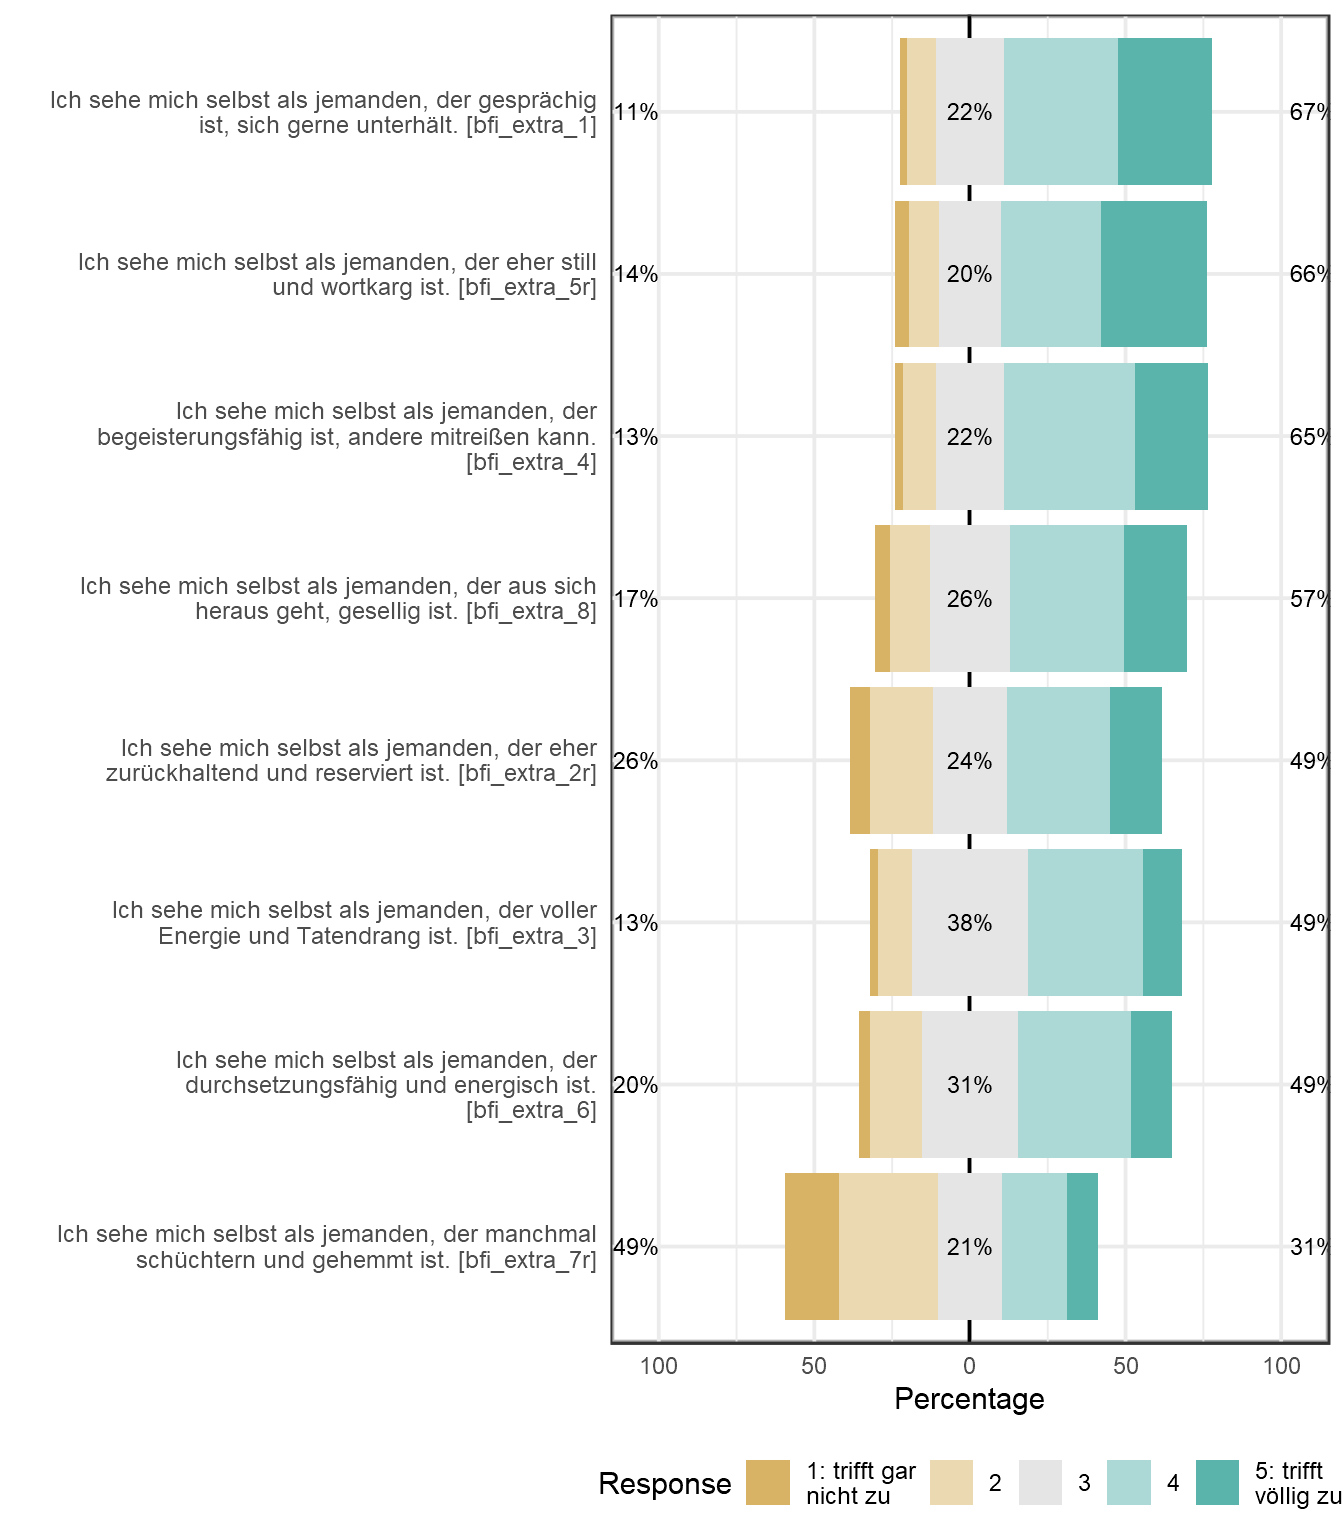 Ich sehe mich selbst als jemanden, der gesprächig
ist, sich gerne unterhält. [bfi_extra_1]
11%
22%
67%
Ich sehe mich selbst als jemanden, der eher still
und wortkarg ist. [bfi_extra_5r]
14%
20%
66%
Ich sehe mich selbst als jemanden, der
begeisterungsfähig ist, andere mitreißen kann.
[bfi_extra_4]
13%
22%
65%
Ich sehe mich selbst als jemanden, der aus sich
heraus geht, gesellig ist. [bfi_extra_8]
17%
26%
57%
Ich sehe mich selbst als jemanden, der eher
zurückhaltend und reserviert ist. [bfi_extra_2r]
26%
24%
49%
Ich sehe mich selbst als jemanden, der voller
Energie und Tatendrang ist. [bfi_extra_3]
13%
38%
49%
Ich sehe mich selbst als jemanden, der
durchsetzungsfähig und energisch ist.
[bfi_extra_6]
20%
31%
49%
Ich sehe mich selbst als jemanden, der manchmal
schüchtern und gehemmt ist. [bfi_extra_7r]
49%
21%
31%
100 50 0 50 100
Percentage
Response
1: trifft gar
nicht zu
2
3
4
5: trifft
völlig zu